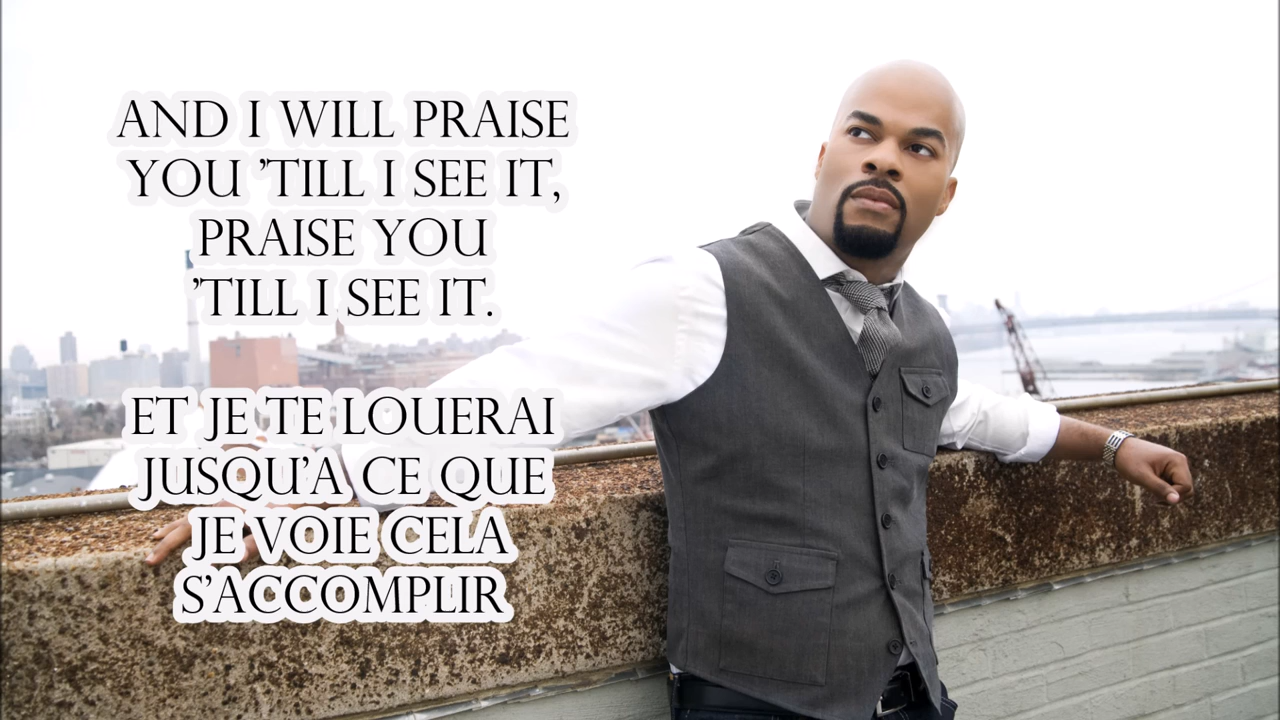 AND I WILL PRAISE
YOU 'TILL I SEE IT,
PRAISE YOU
'TILL I SEE IT.
ET JE TE LOUERAI
JUSQU'A CE QUE
JE VOIE CELA
S'ACCOMPLIR